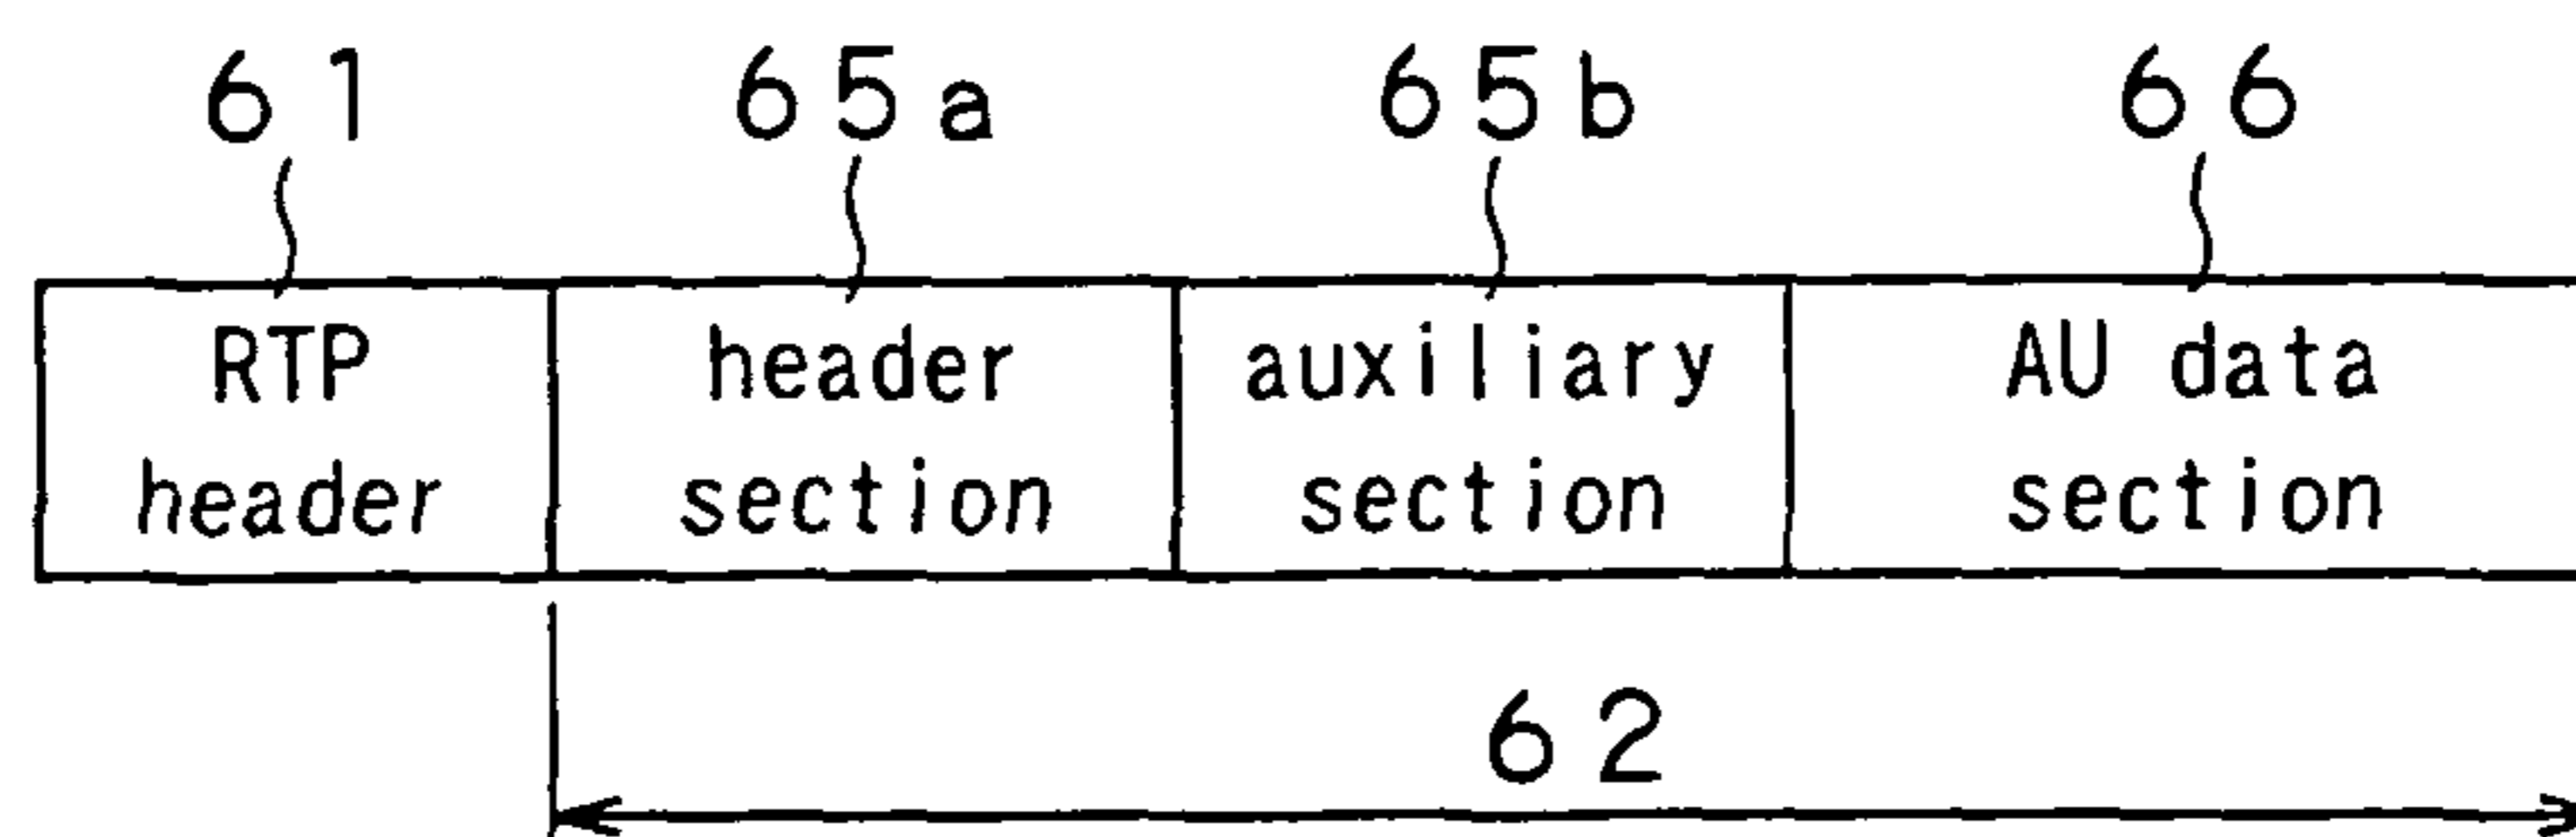 61 65a 65b 66
RTP header auxiliary AU data
header section section section
62